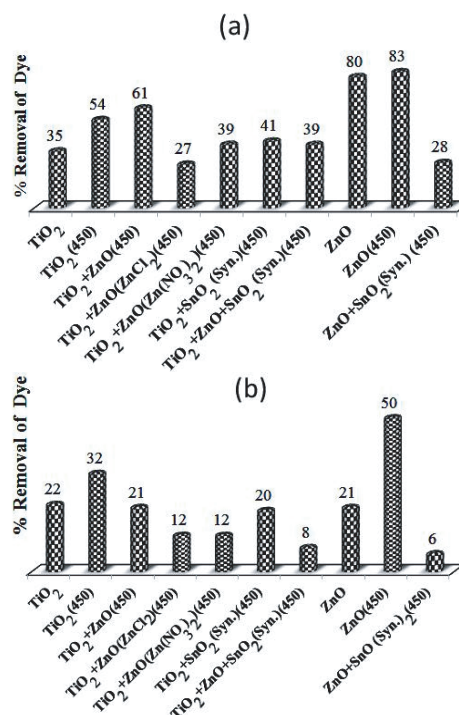 (a)
% Removal of Dye
35
54
61
27
39
41
39
80
83
28
TiO2
TiO2(450)
TiO2+ZnO(450)
TiO2+ZnO(ZnCl2)(450)
TiO2+ZnO(Zn(NO3)2)(450)
TiO2+SnO2(Syn.)(450)
TiO2+ZnO+SnO2(Syn.)(450)
ZnO
ZnO(450)
ZnO+SnO2(Syn.)(450)
(b)
% Removal of Dye
22
32
21
12
12
20
8
21
50
6
TiO2
TiO2(450)
TiO2+ZnO(450)
TiO2+ZnO(ZnCl2)(450)
TiO2+ZnO(Zn(NO3)2)(450)
TiO2+SnO2(Syn.)(450)
TiO2+ZnO+SnO2(Syn.)(450)
ZnO
ZnO(450)
ZnO+SnO(Syn.)2(450)